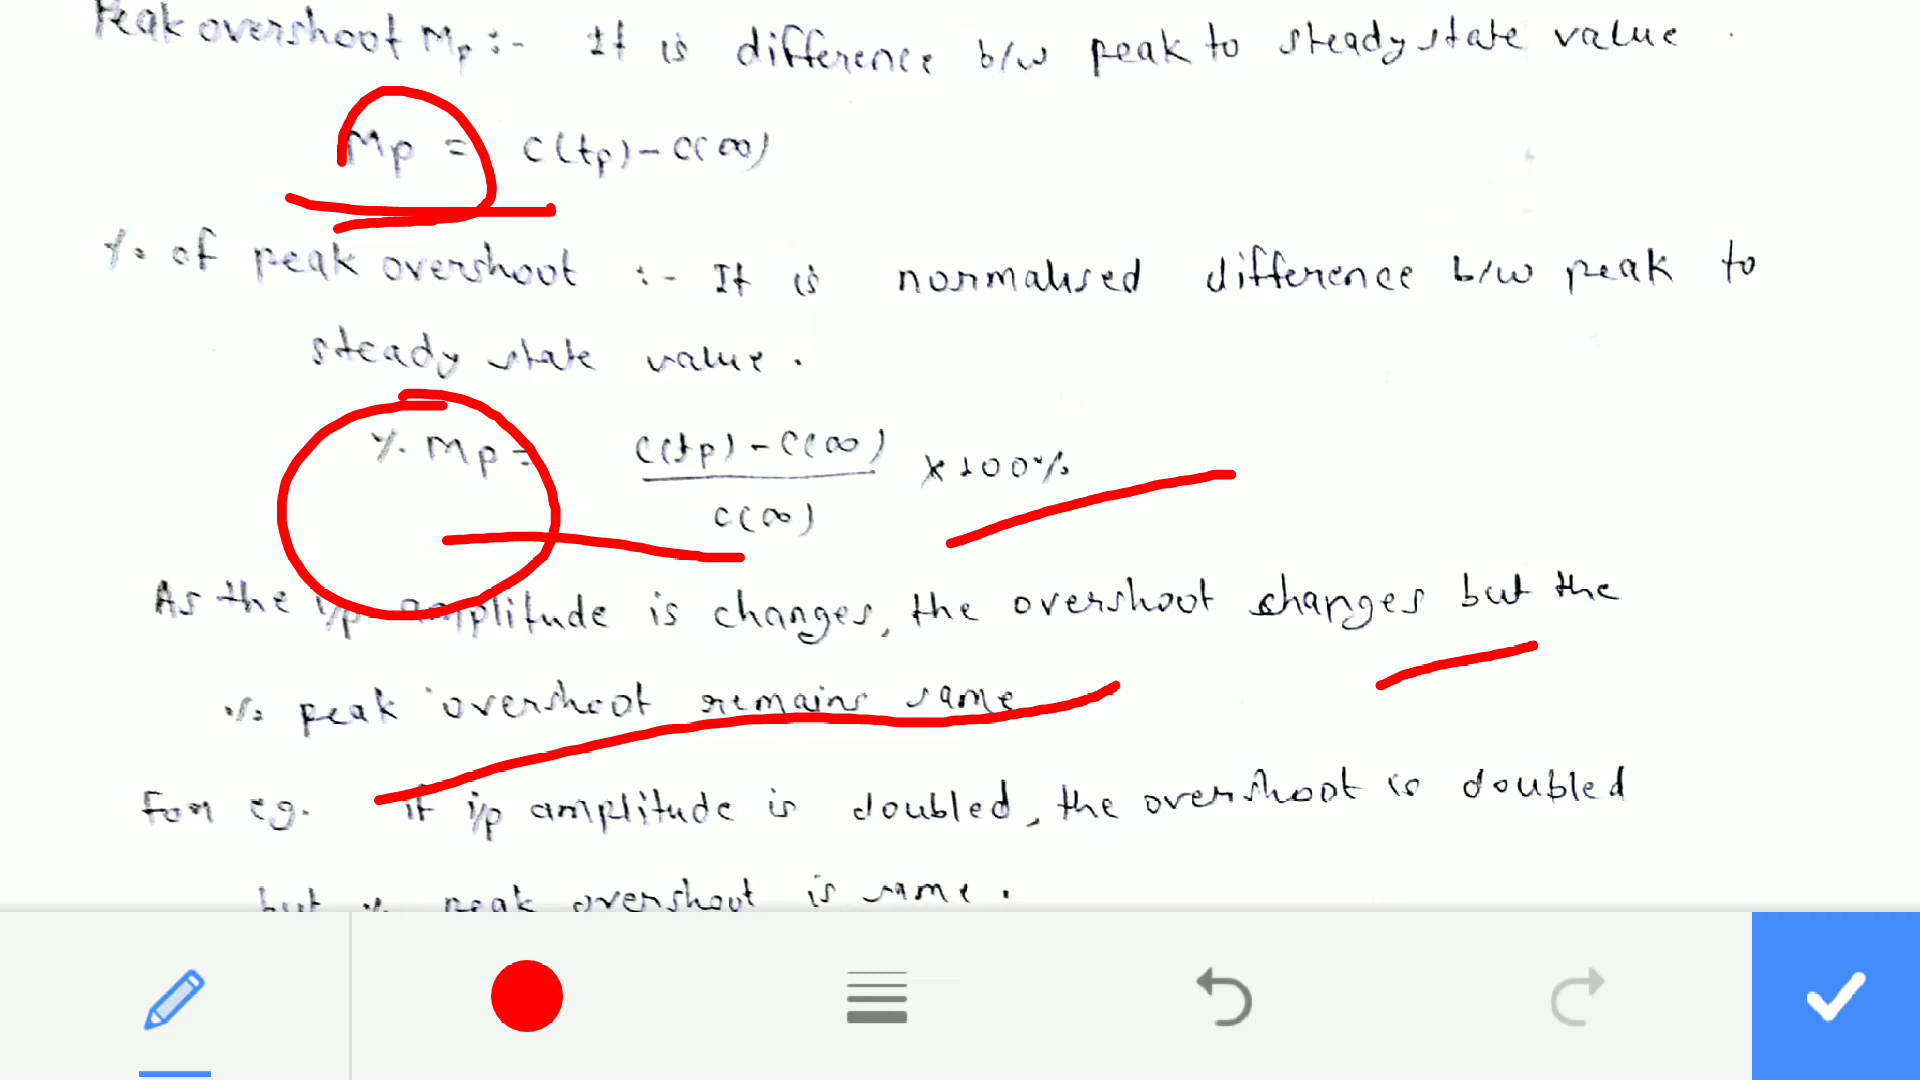 Peak overshoot Mp :- It is difference b/w peak to steady state value.
Mp = C(tp) - C(∞)
% of peak overshoot :- It is normalised difference b/w peak to
steady state value.
% Mp = C(tp) - C(∞) / C(∞) × 100%
As the i/p amplitude is changes, the overshoot changes but the
% peak overshoot remains same
For eg. if i/p amplitude is doubled, the overshoot is doubled
but % peak overshoot is same.